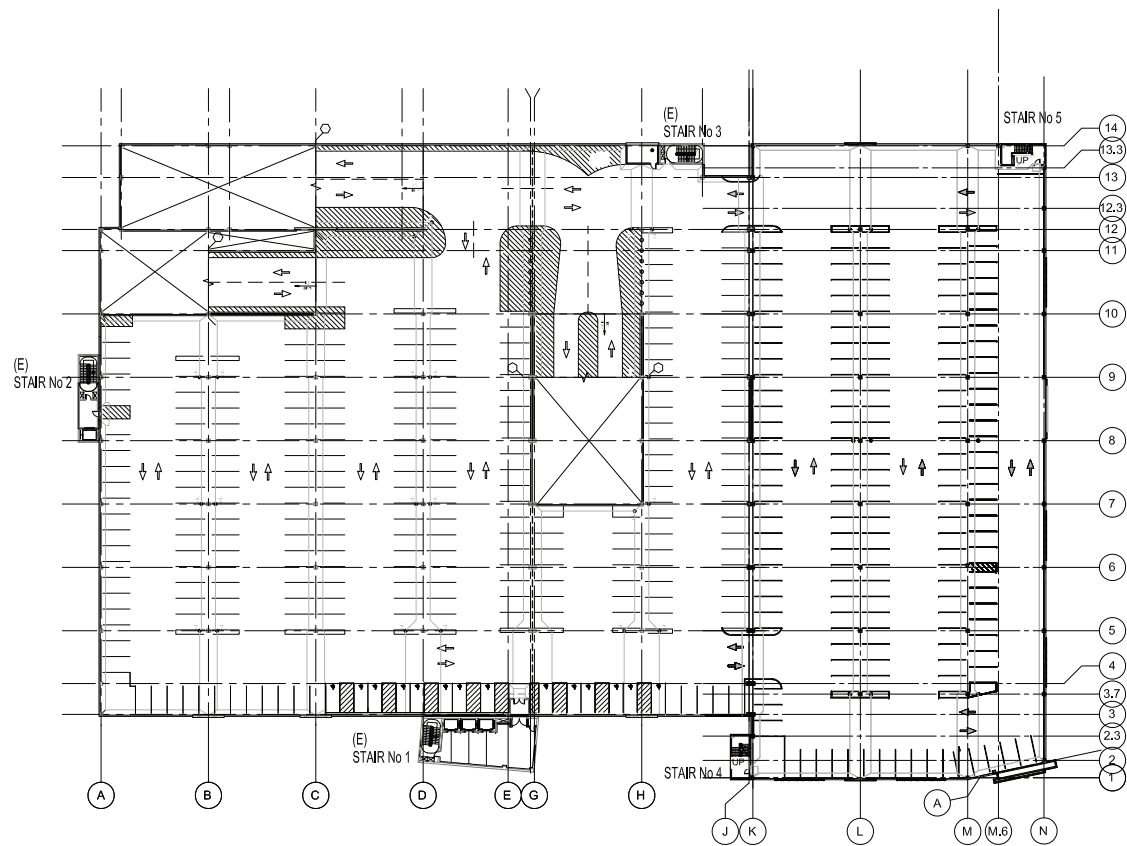 (E)
STAIR No 3
STAIR No 5
14
UP
13.3
13
12.3
12
11
10
(E)
STAIR No 2
9
8
7
6
5
4
3.7
3
(E)
STAIR No 1
2.3
UP
STAIR No 4
2
1
A
B
C
D
E
G
H
A
J
K
L
M
M.6
N